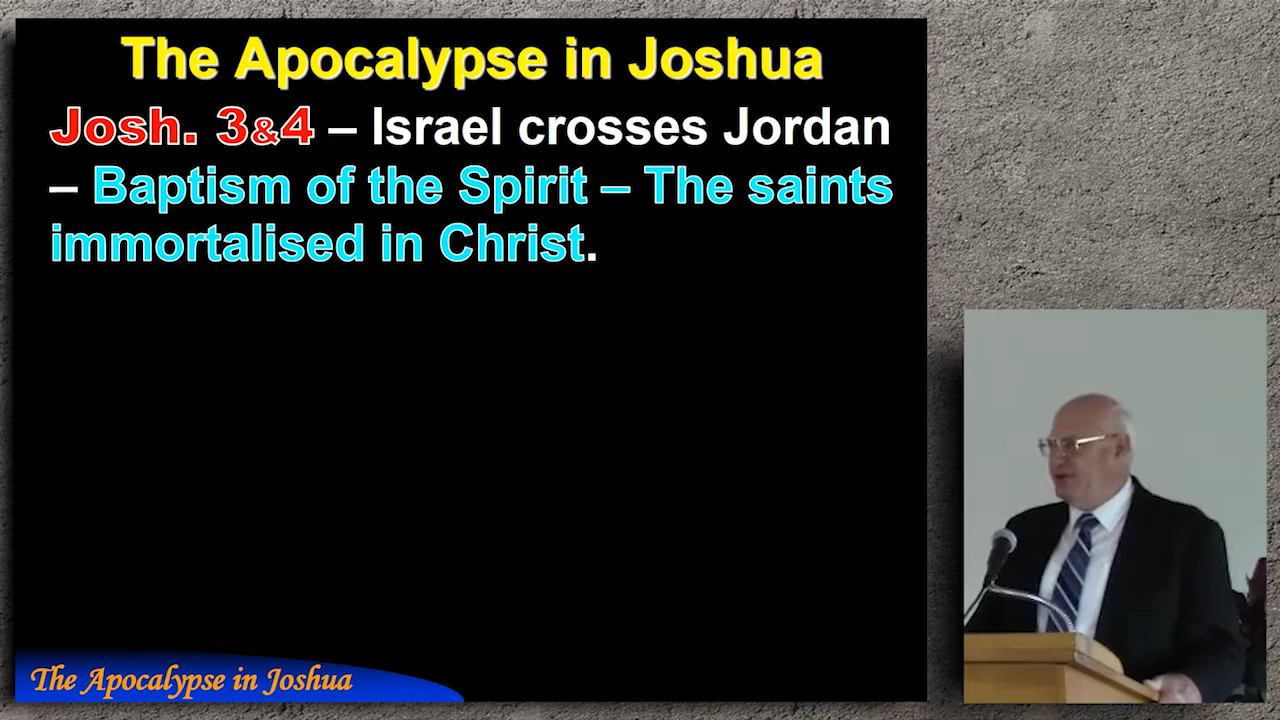 The Apocalypse in Joshua
Josh. 3&4 – Israel crosses Jordan
– Baptism of the Spirit – The saints
immortalised in Christ.
The Apocalypse in Joshua